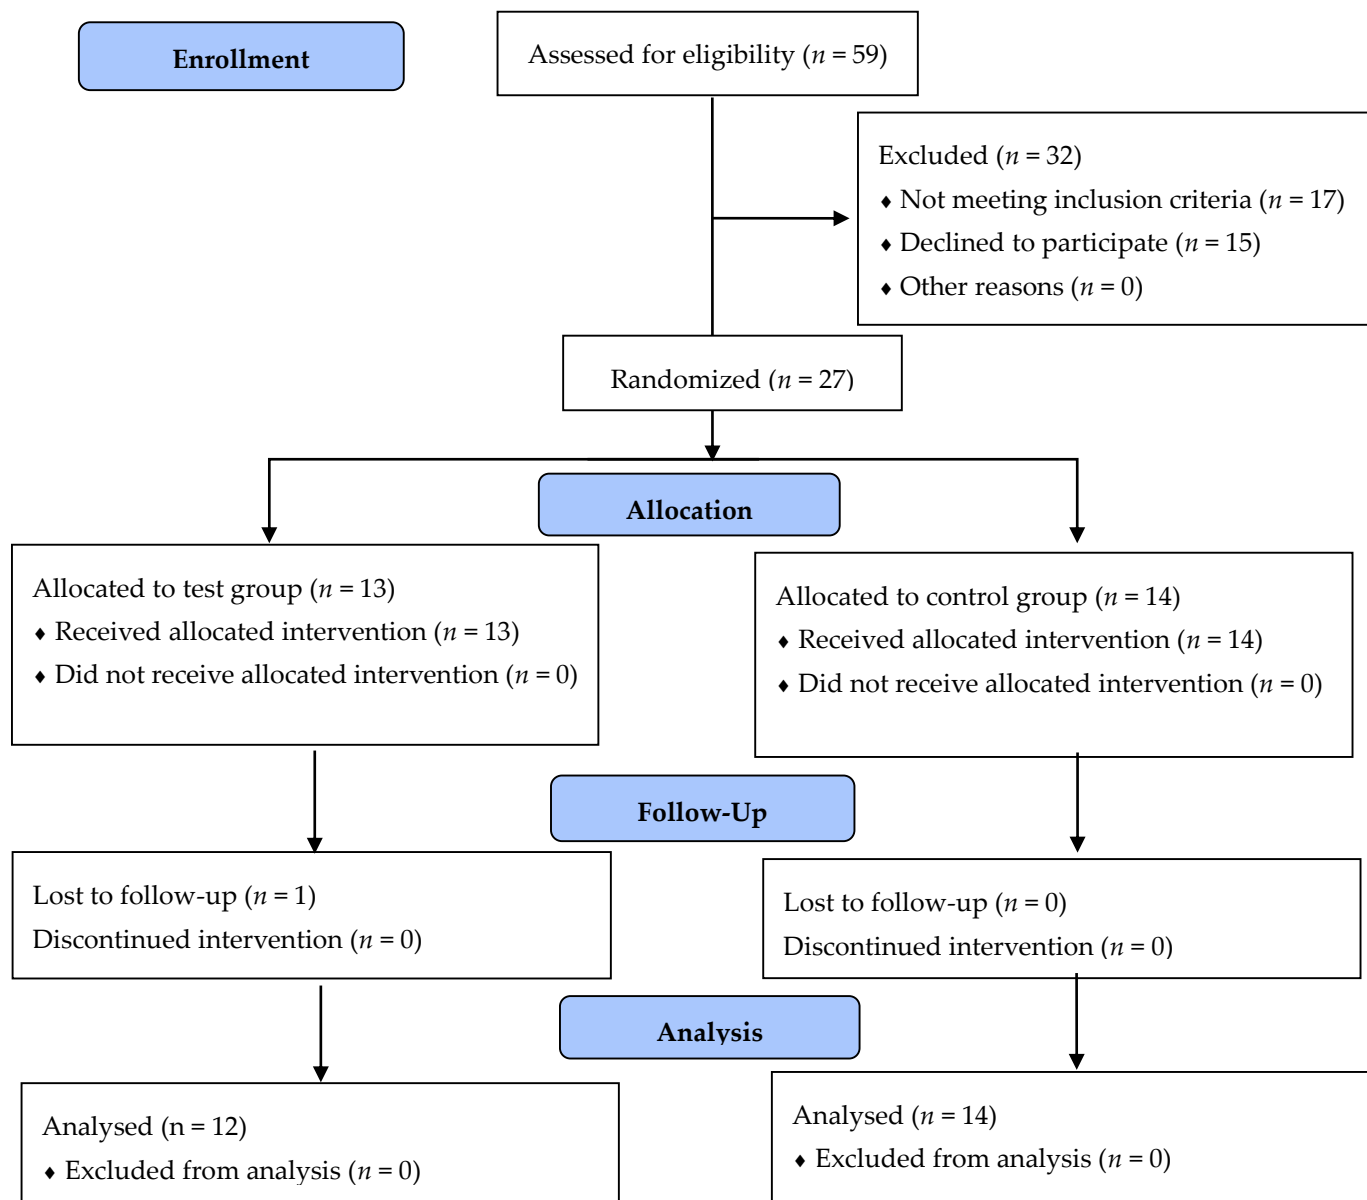 Enrollment
Assessed for eligibility (n = 59)
Excluded (n = 32)
♦ Not meeting inclusion criteria (n = 17)
♦ Declined to participate (n = 15)
♦ Other reasons (n = 0)
Randomized (n = 27)
Allocation
Allocated to test group (n = 13)
♦ Received allocated intervention (n = 13)
♦ Did not receive allocated intervention (n = 0)
Allocated to control group (n = 14)
♦ Received allocated intervention (n = 14)
♦ Did not receive allocated intervention (n = 0)
Follow-Up
Lost to follow-up (n = 1)
Discontinued intervention (n = 0)
Lost to follow-up (n = 0)
Discontinued intervention (n = 0)
Analysis
Analysed (n = 12)
♦ Excluded from analysis (n = 0)
Analysed (n = 14)
♦ Excluded from analysis (n = 0)